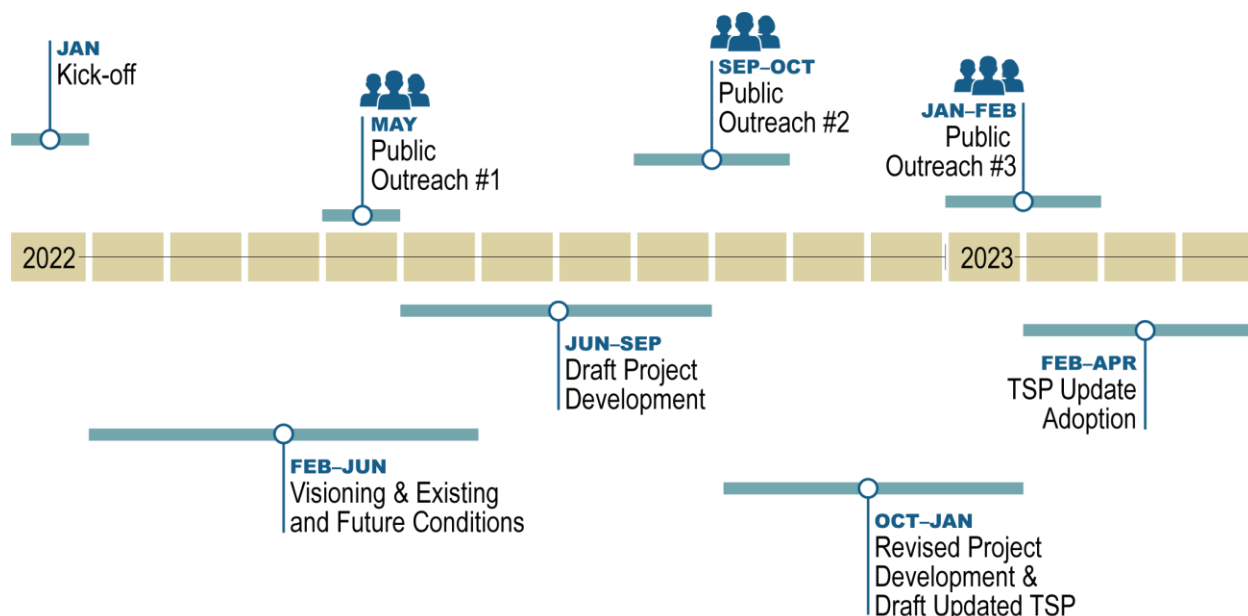 JAN
Kick-off
MAY
Public
Outreach #1
SEP–OCT
Public
Outreach #2
JAN–FEB
Public
Outreach #3
2022
2023
JUN–SEP
Draft Project
Development
FEB–APR
TSP Update
Adoption
FEB–JUN
Visioning & Existing
and Future Conditions
OCT–JAN
Revised Project
Development &
Draft Updated TSP